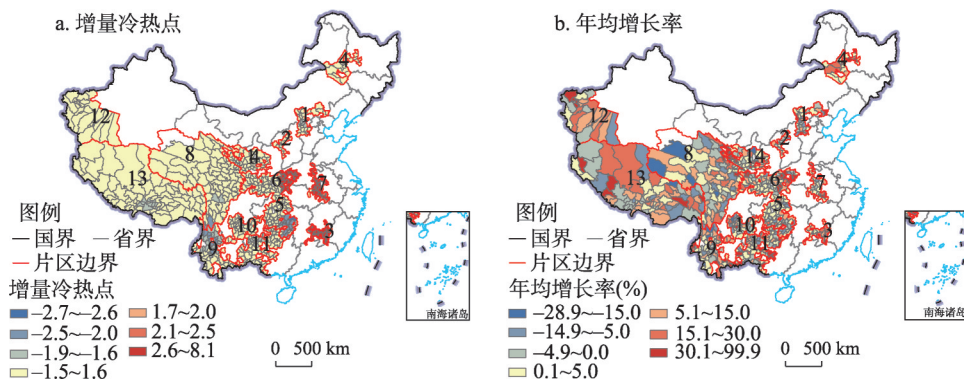 a. 增量冷热点
4
12
1
2
8
14
13
6
7
5
10
3
9
11
图例
国界
省界
片区边界
增量冷热点
−2.7~−2.6
−2.5~−2.0
−1.9~−1.6
−1.5~1.6
1.7~2.0
2.1~2.5
2.6~8.1
0 500 km
南海诸岛
b. 年均增长率
4
12
1
2
8
14
13
6
7
5
10
3
9
11
图例
国界
省界
片区边界
年均增长率(%)
−28.9~−15.0
−14.9~−5.0
−4.9~0.0
0.1~5.0
5.1~15.0
15.1~30.0
30.1~99.9
0 500 km
南海诸岛